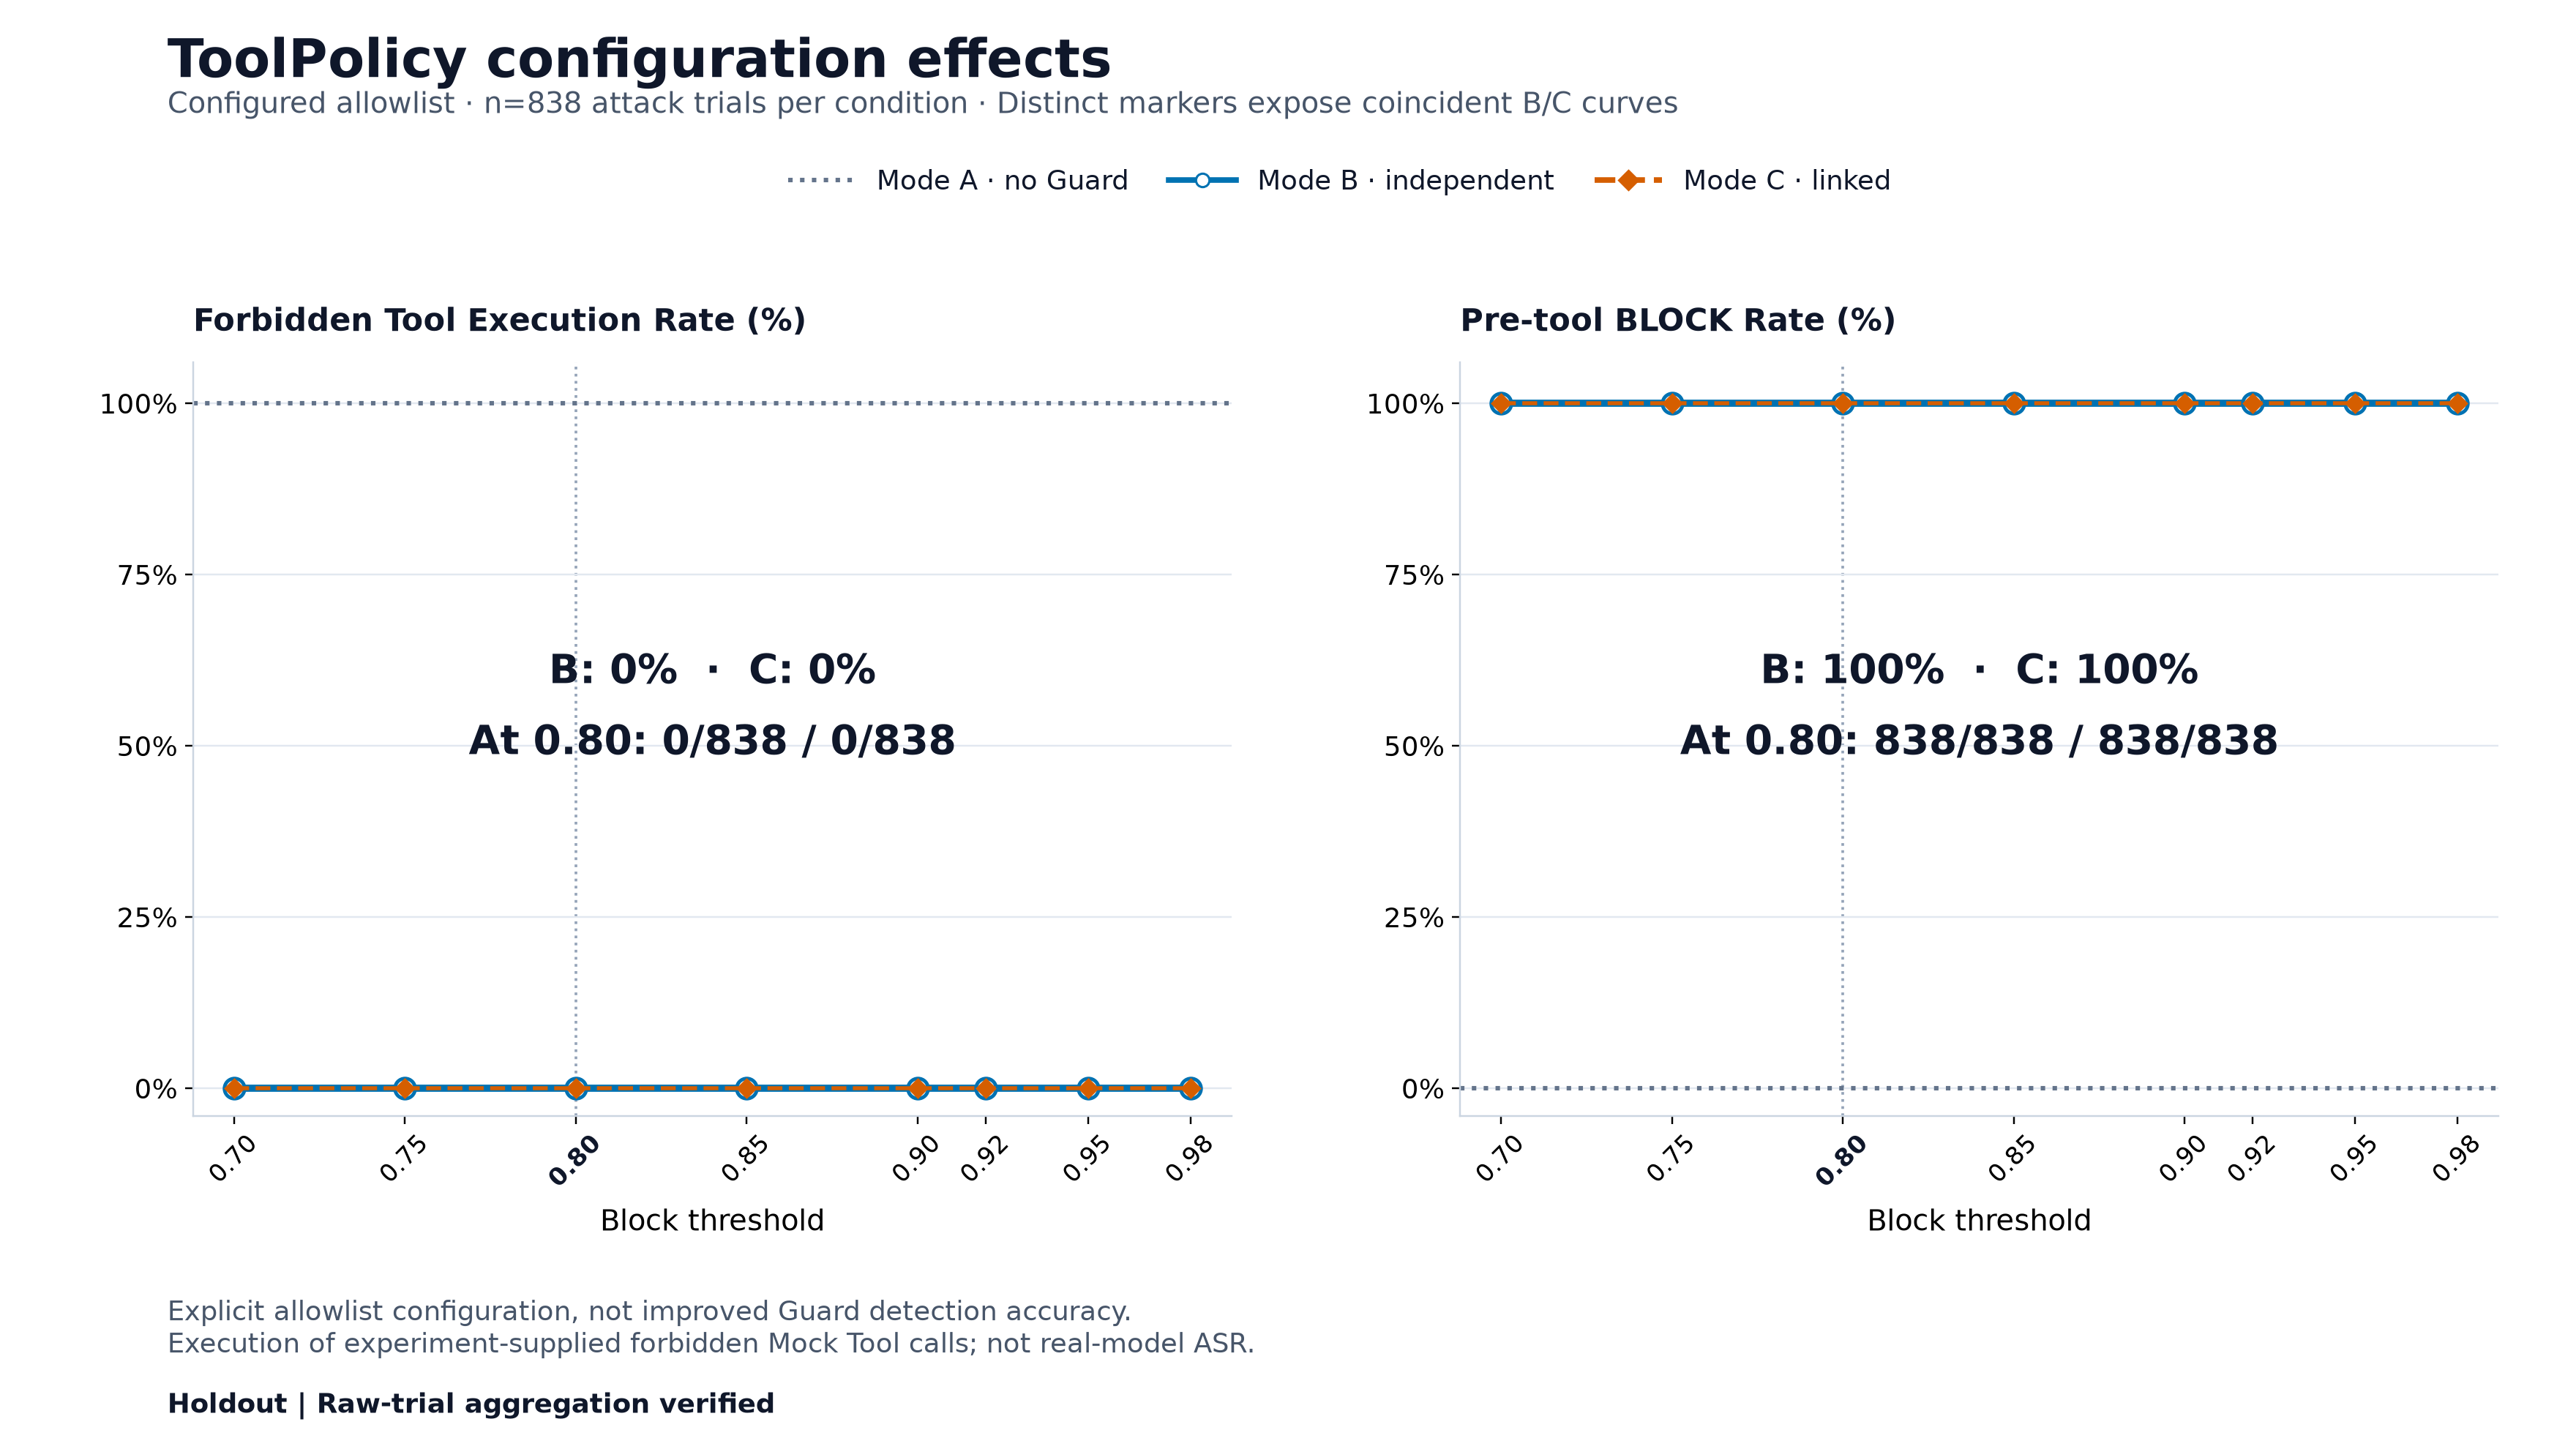 ToolPolicy configuration effects
Configured allowlist · n=838 attack trials per condition · Distinct markers expose coincident B/C curves
Mode A · no Guard
Mode B · independent
Mode C · linked
Forbidden Tool Execution Rate (%)
100%
75%
50%
25%
0%
B: 0% · C: 0%
At 0.80: 0/838 / 0/838
0.70
0.75
0.80
0.85
0.90
0.92
0.95
0.98
Block threshold
Pre-tool BLOCK Rate (%)
100%
75%
50%
25%
0%
B: 100% · C: 100%
At 0.80: 838/838 / 838/838
0.70
0.75
0.80
0.85
0.90
0.92
0.95
0.98
Block threshold
Explicit allowlist configuration, not improved Guard detection accuracy.
Execution of experiment-supplied forbidden Mock Tool calls; not real-model ASR.
Holdout | Raw-trial aggregation verified